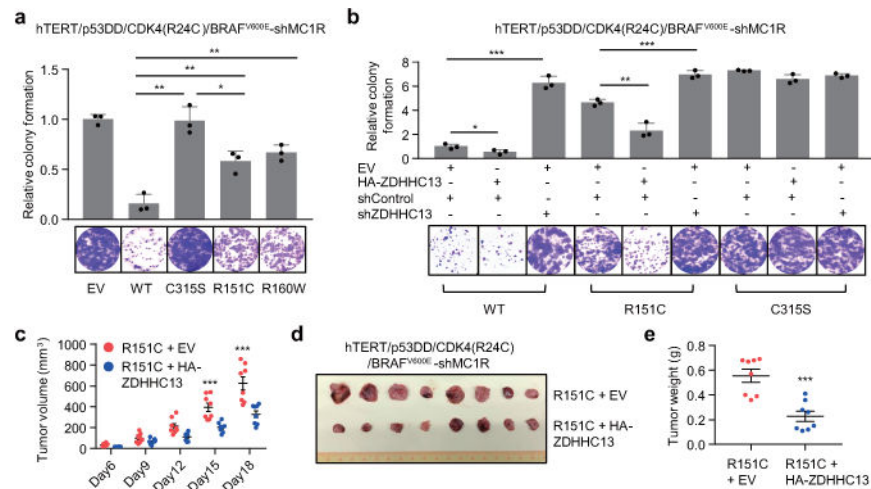 a
hTERT/p53DD/CDK4(R24C)/BRAFV600E-shMC1R
Relative colony formation
1.5
1.0
0.5
0.0
** ** ** *
EV WT C315S R151C R160W
b
hTERT/p53DD/CDK4(R24C)/BRAFV600E-shMC1R
Relative colony
formation
8
6
4
2
0
*** * *** **
EV + - + + - + + - +
HA-ZDHHC13 - + - - + - - + -
shControl + + - + + - + + -
shZDHHC13 - - + - - + - - +
WT R151C C315S
c
Tumor volume (mm3)
1000
800
600
400
200
0
R151C + EV
R151C + HA-
ZDHHC13
*** ***
Day6 Day9 Day12 Day15 Day18
d
hTERT/p53DD/CDK4(R24C)
/BRAFV600E-shMC1R
R151C + EV
R151C + HA-
ZDHHC13
e
Tumor weight (g)
0.8
0.6
0.4
0.2
0.0
***
R151C R151C +
+ EV HA-ZDHHC13